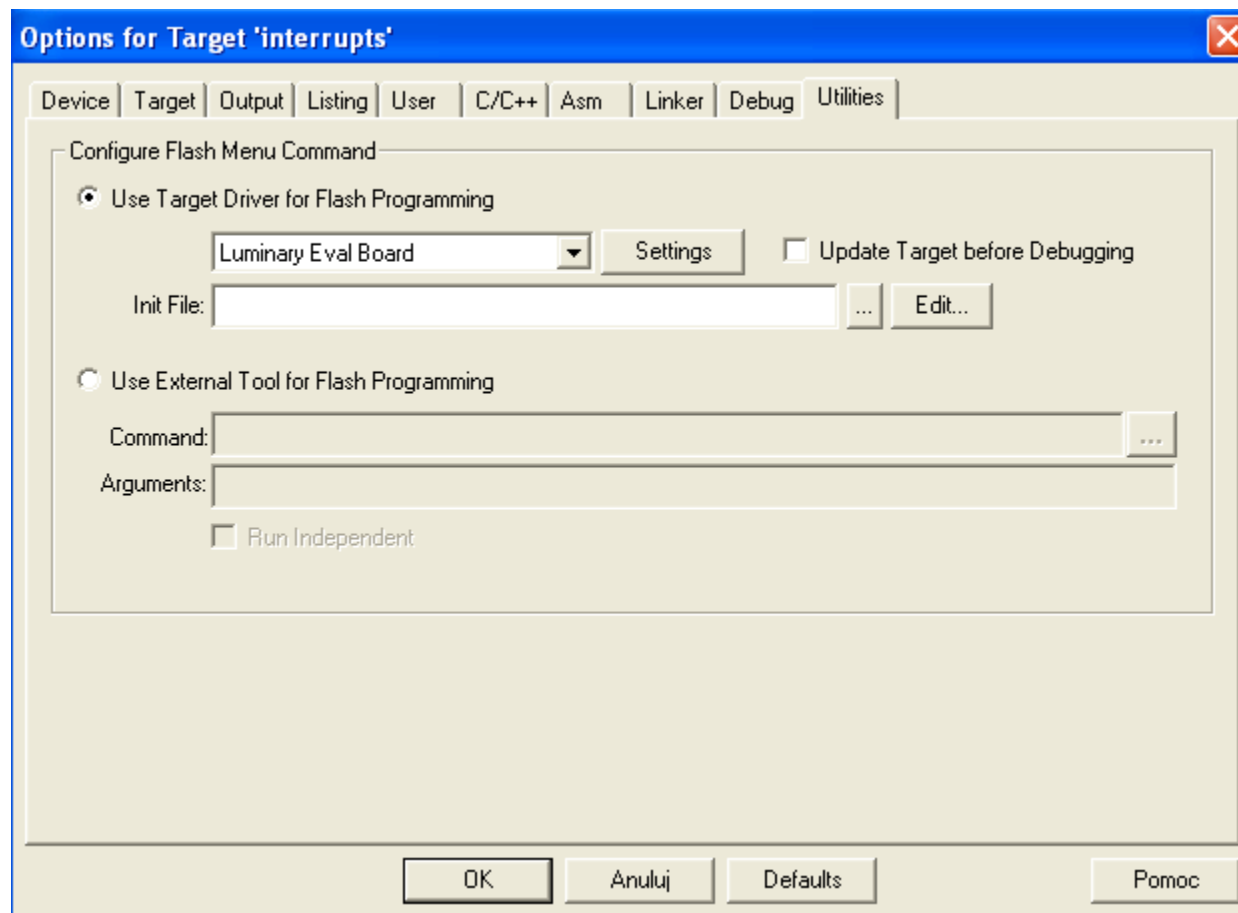 Options for Target 'interrupts'
Device Target Output Listing User C/C++ Asm Linker Debug Utilities
Configure Flash Menu Command
Use Target Driver for Flash Programming
Luminary Eval Board Settings Update Target before Debugging
Init File: ... Edit...
Use External Tool for Flash Programming
Command: ...
Arguments:
Run Independent
OK Anuluj Defaults Pomoc